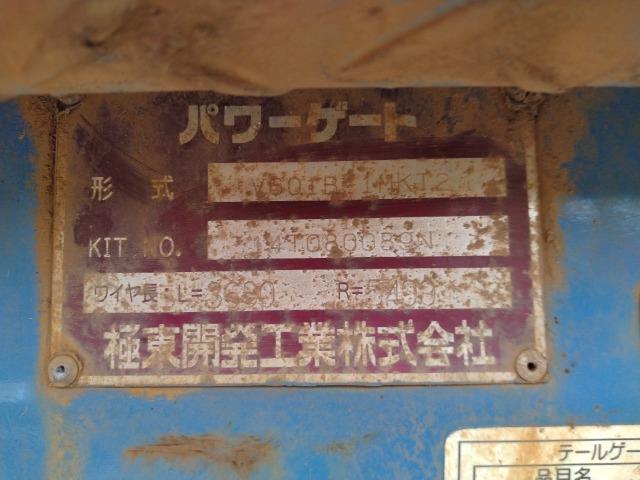 パワーゲート
形式
KIT NO. 141080089N
ワイヤ長 L= R=
極東開発工業株式会社
テールゲー
品目名